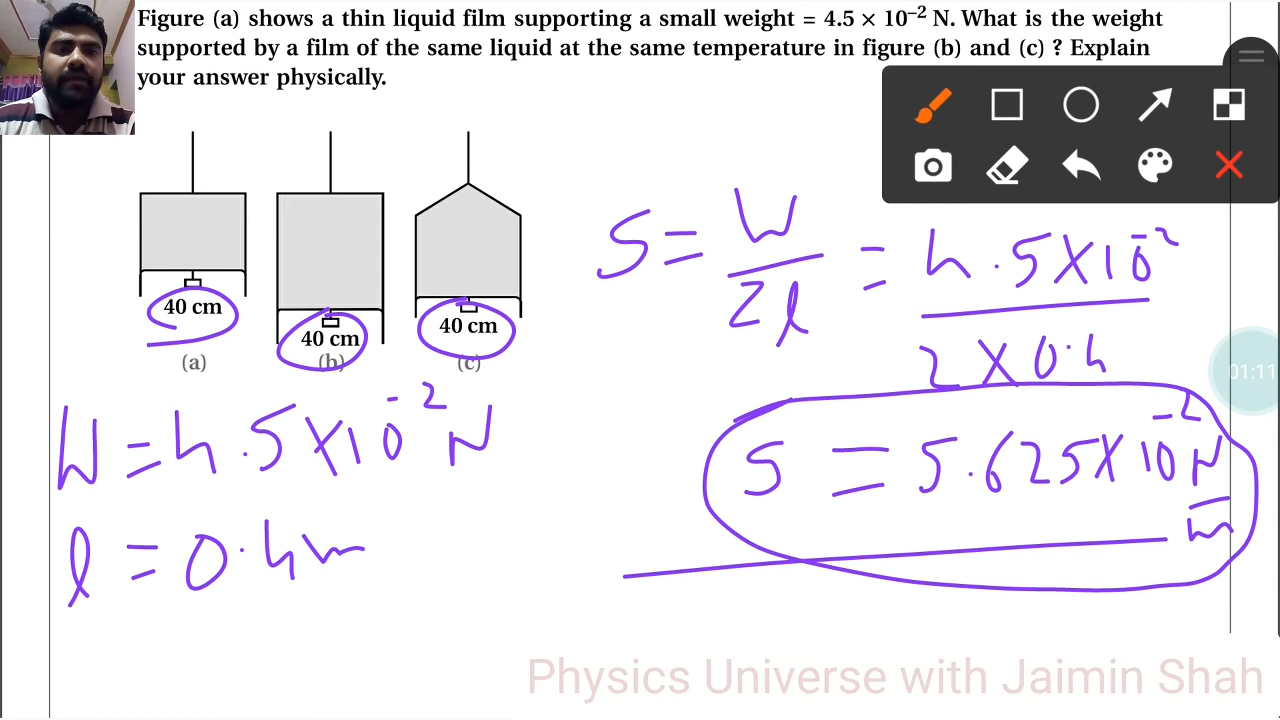 Figure (a) shows a thin liquid film supporting a small weight = 4.5 × 10⁻² N. What is the weight
supported by a film of the same liquid at the same temperature in figure (b) and (c) ? Explain
your answer physically.
40 cm
40 cm
40 cm
(a)
(b)
(c)
S = W / 2l = 4.5 X 10⁻² / 2 X 0.4
W = 4.5 X 10⁻² N
S = 5.625 X 10⁻² N/m
l = 0.4m
01:11
Physics Universe with Jaimin Shah